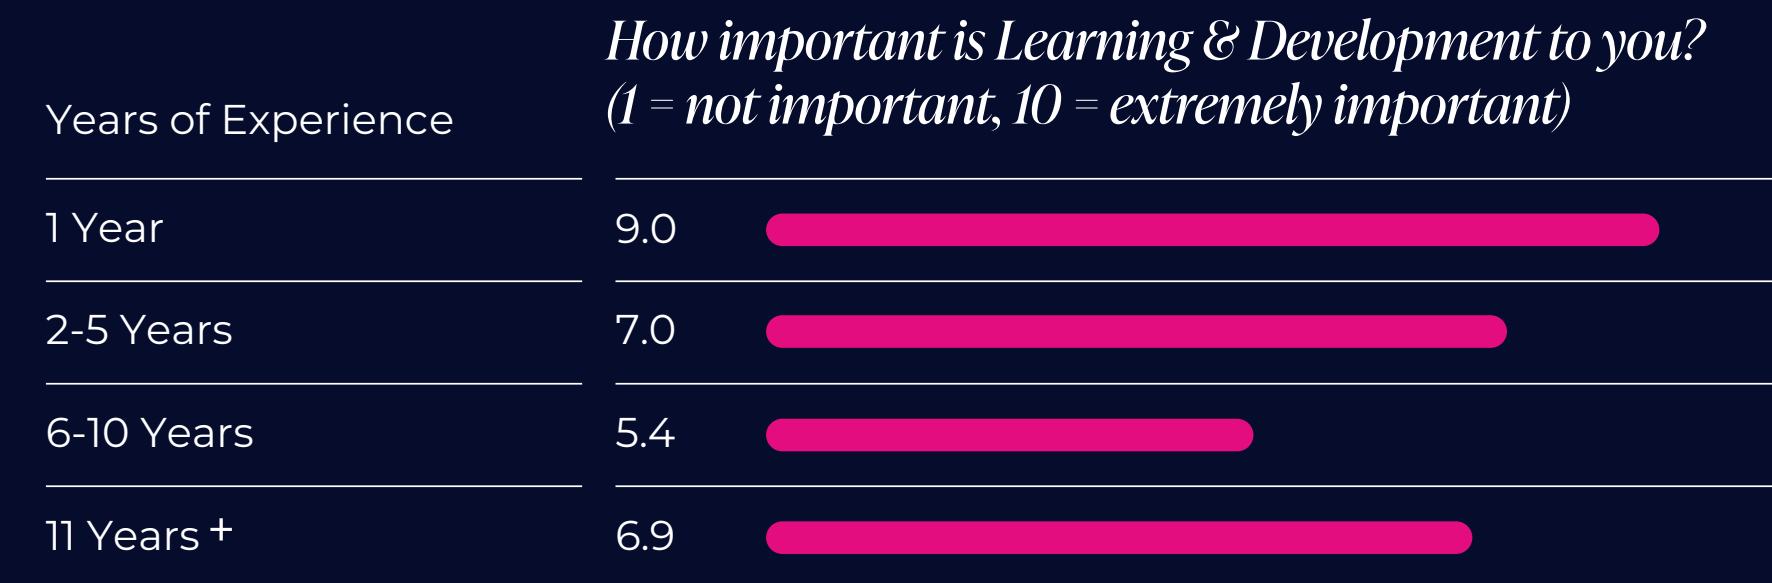 How important is Learning & Development to you?
(1 = not important, 10 = extremely important)
Years of Experience
1 Year 9.0
2-5 Years 7.0
6-10 Years 5.4
11 Years + 6.9